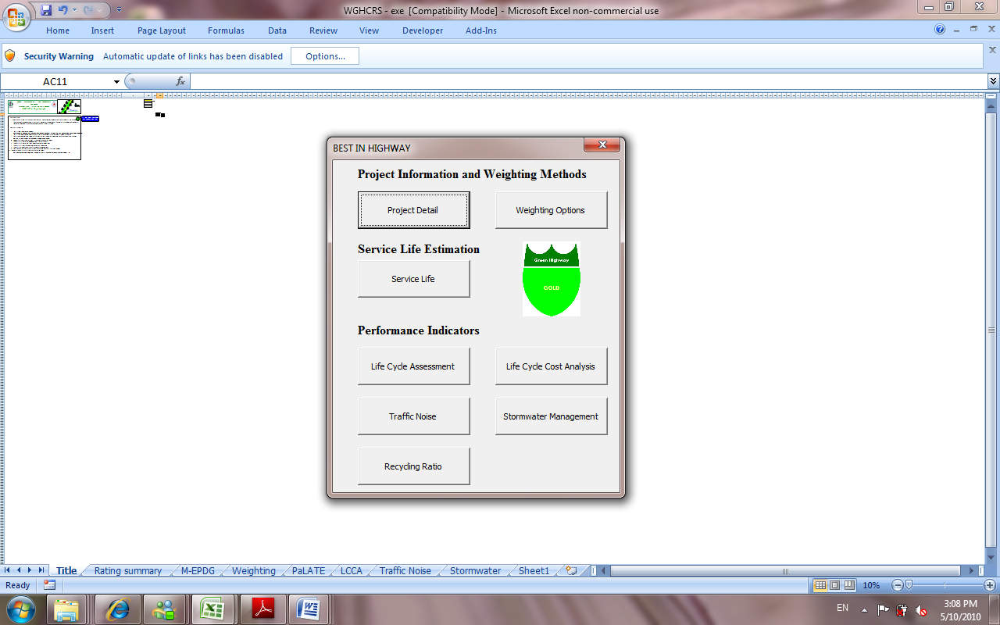 WGHCRS - exe [Compatibility Mode] - Microsoft Excel non-commercial use
Home Insert Page Layout Formulas Data Review View Developer Add-Ins
Security Warning Automatic update of links has been disabled Options...
AC11 fx
BEST IN HIGHWAY
Project Information and Weighting Methods
Project Detail Weighting Options
Service Life Estimation
Green Highway
Service Life
GOLD
Performance Indicators
Life Cycle Assessment Life Cycle Cost Analysis
Traffic Noise Stormwater Management
Recycling Ratio
Title Rating summary M-EPDG Weighting PaLATE LCCA Traffic Noise Stormwater Sheet1
Ready 10%
EN 3:08 PM
5/10/2010